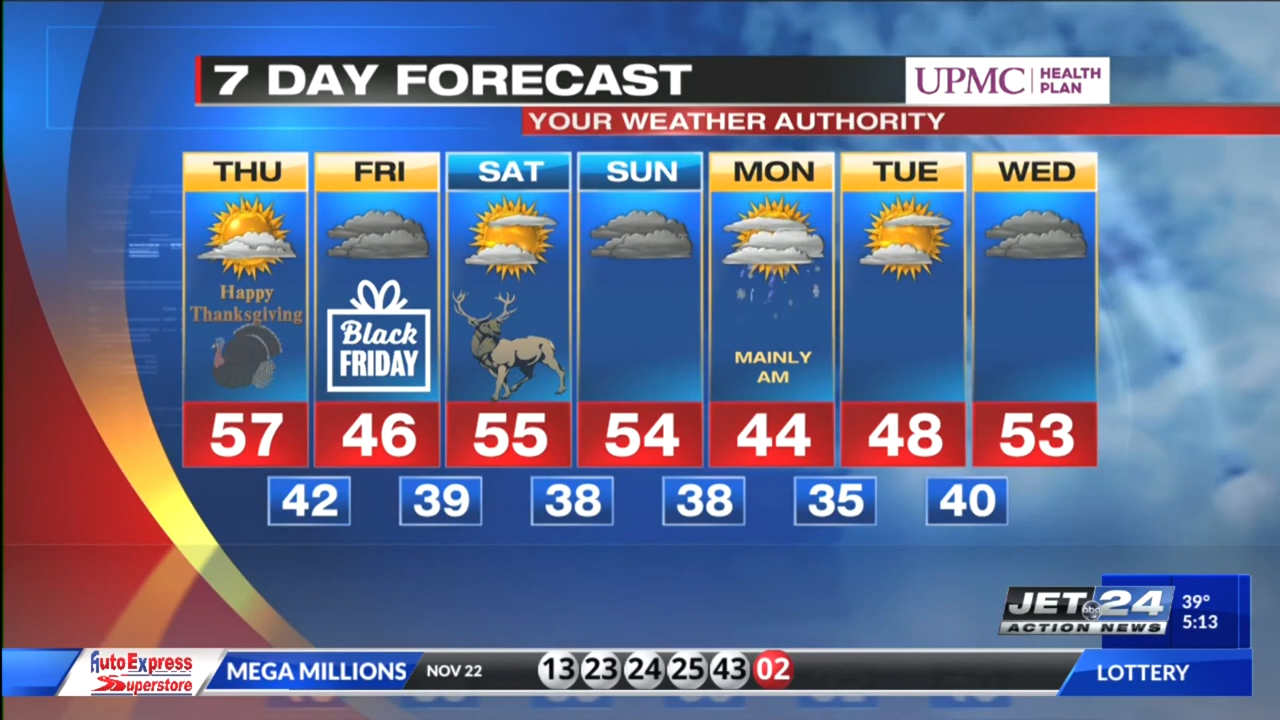 7 DAY FORECAST
UPMC HEALTH PLAN
YOUR WEATHER AUTHORITY
THU FRI SAT SUN MON TUE WED
Happy
Thanksgiving
Black
FRIDAY
MAINLY
AM
57 46 55 54 44 48 53
42 39 38 38 35 40
JET abc 24
ACTION NEWS
39°
5:13
AutoExpress
Superstore
MEGA MILLIONS NOV 22 13 23 24 25 43 02 LOTTERY